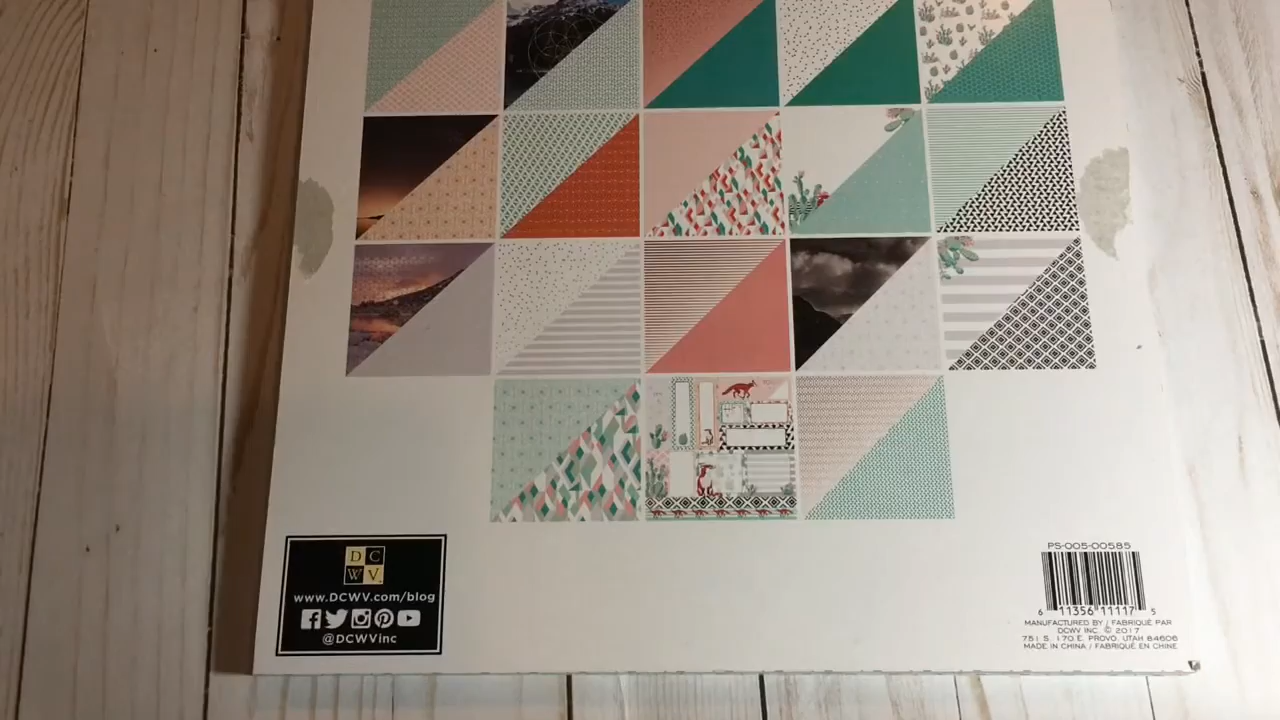 D C
W V
www.DCWV.com/blog
@DCWVinc
PS-005-00585
6 11356 11117 5
MANUFACTURED BY / FABRIQUÉ PAR
DCWV INC. © 2017
751 S. 170 E. PROVO, UTAH 84606
MADE IN CHINA / FABRIQUÉ EN CHINE